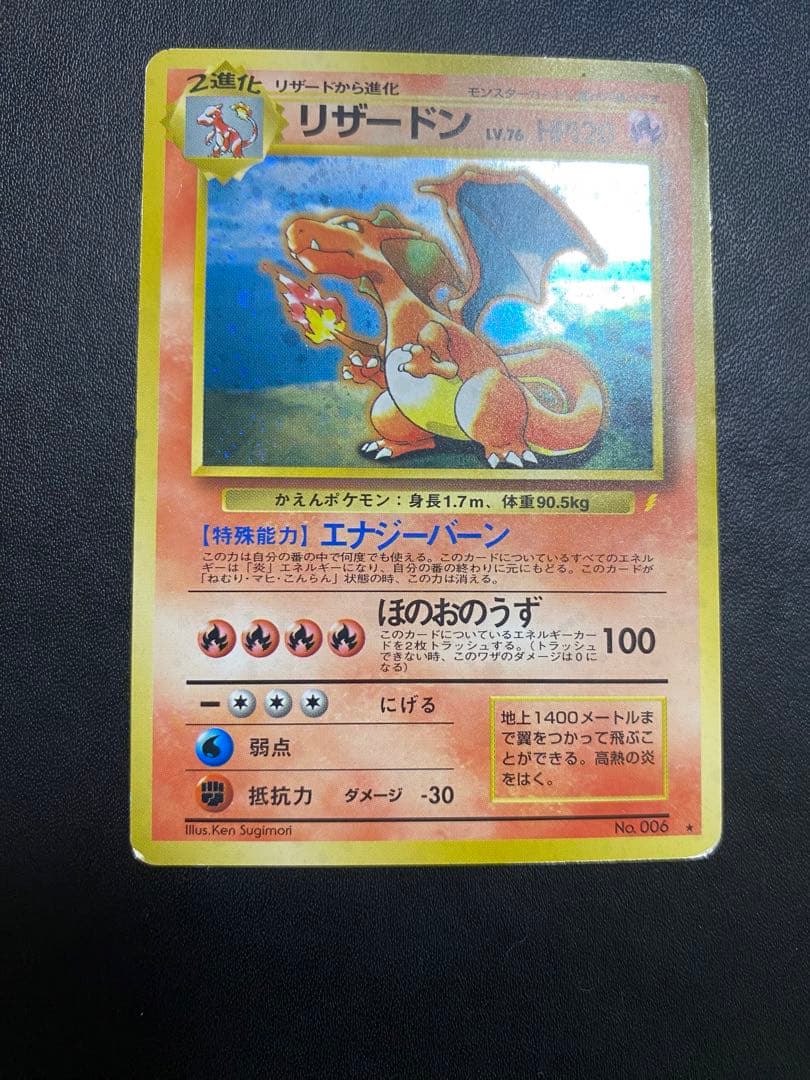 2進化 リザードから進化
リザードン LV.76
かえんポケモン：身長1.7m、体重90.5kg
【特殊能力】エナジーバーン
この力は自分の番の中で何度でも使える。このカードについているすべてのエネル
ギーは「炎」エネルギーになり、自分の番の終わりに元にもどる。このカードが
「ねむり・マヒ・こんらん」状態の時、この力は消える。
ほのおのうず
このカードについているエネルギーカー
ドを2枚トラッシュする。（トラッシュ
できない時、このワザのダメージは0に
なる）
100
にげる
弱点
抵抗力 ダメージ -30
地上1400メートルま
で翼をつかって飛ぶこ
とができる。高熱の炎
をはく。
Illus.Ken Sugimori
No. 006 ★